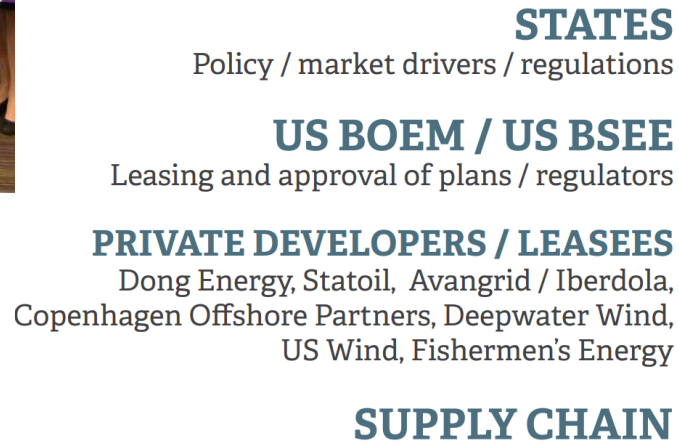 STATES
Policy / market drivers / regulations
US BOEM / US BSEE
Leasing and approval of plans / regulators
PRIVATE DEVELOPERS / LEASEES
Dong Energy, Statoil, Avangrid / Iberdola,
Copenhagen Offshore Partners, Deepwater Wind,
US Wind, Fishermen's Energy
SUPPLY CHAIN